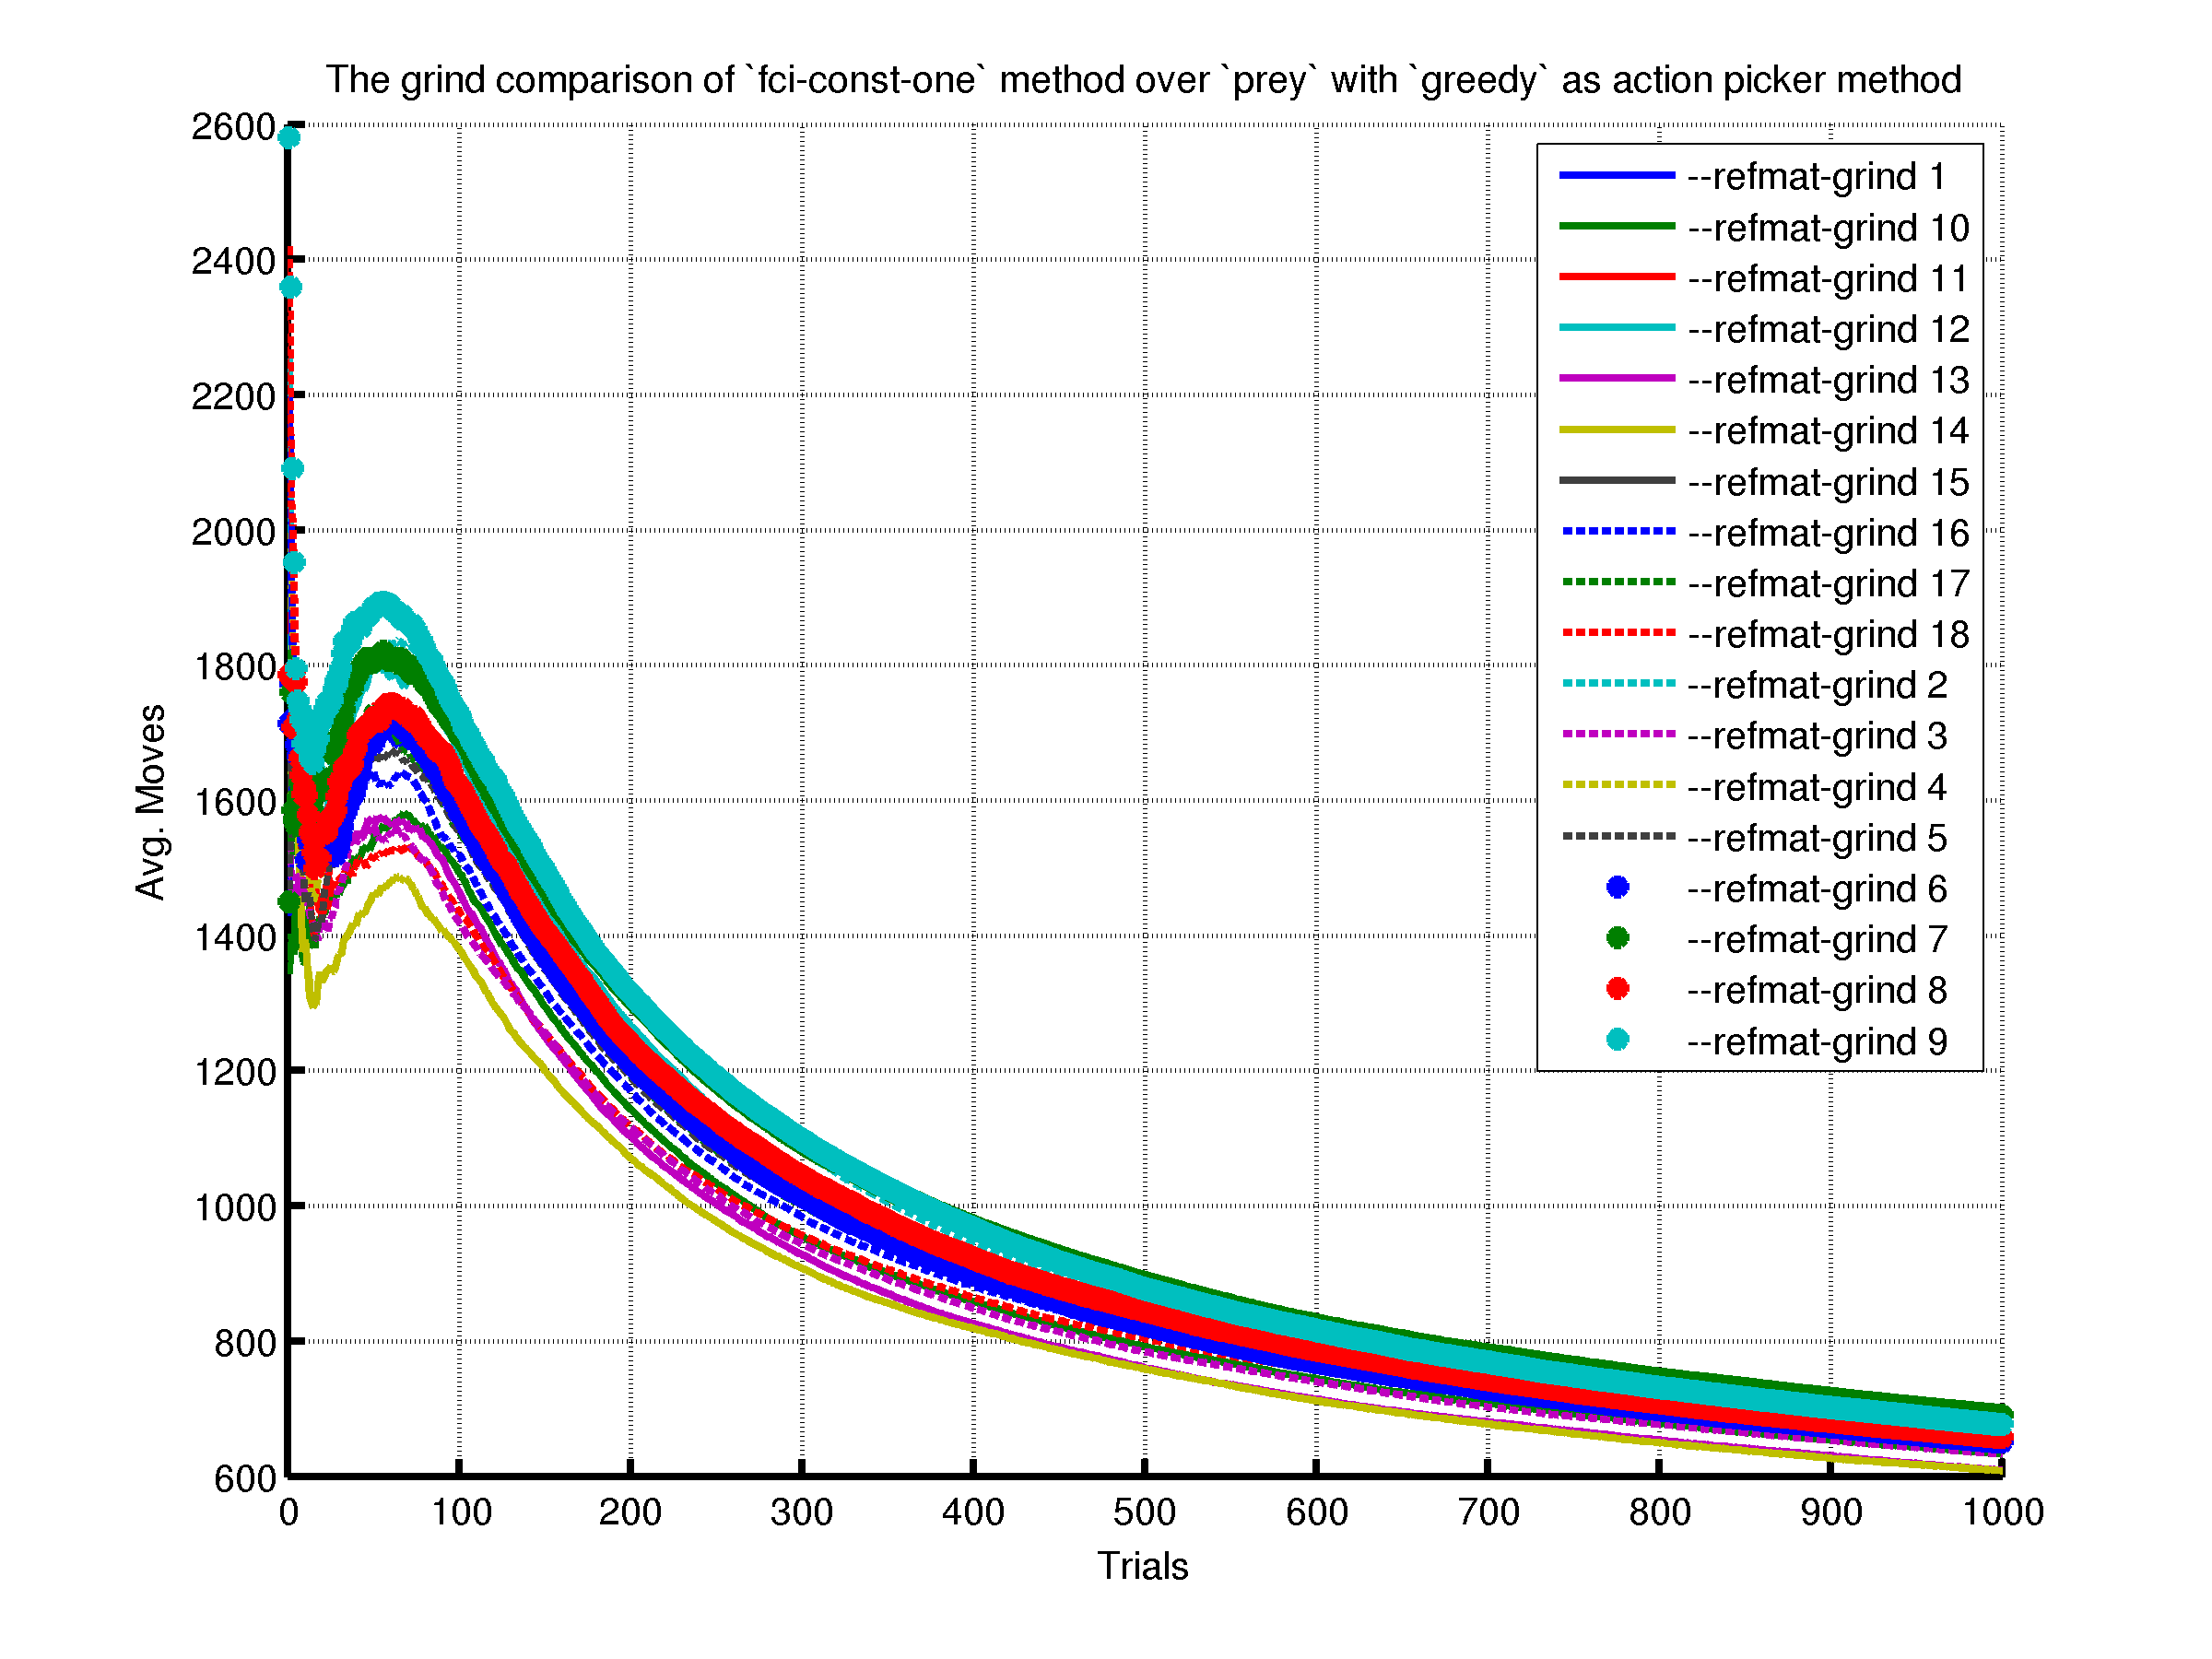 The grind comparison of `fci-const-one` method over `prey` with `greedy` as action picker method
2600
2400
2200
2000
1800
1600
1400
1200
1000
800
600
Avg. Moves
0 100 200 300 400 500 600 700 800 900 1000
Trials
--refmat-grind 1
--refmat-grind 10
--refmat-grind 11
--refmat-grind 12
--refmat-grind 13
--refmat-grind 14
--refmat-grind 15
--refmat-grind 16
--refmat-grind 17
--refmat-grind 18
--refmat-grind 2
--refmat-grind 3
--refmat-grind 4
--refmat-grind 5
--refmat-grind 6
--refmat-grind 7
--refmat-grind 8
--refmat-grind 9